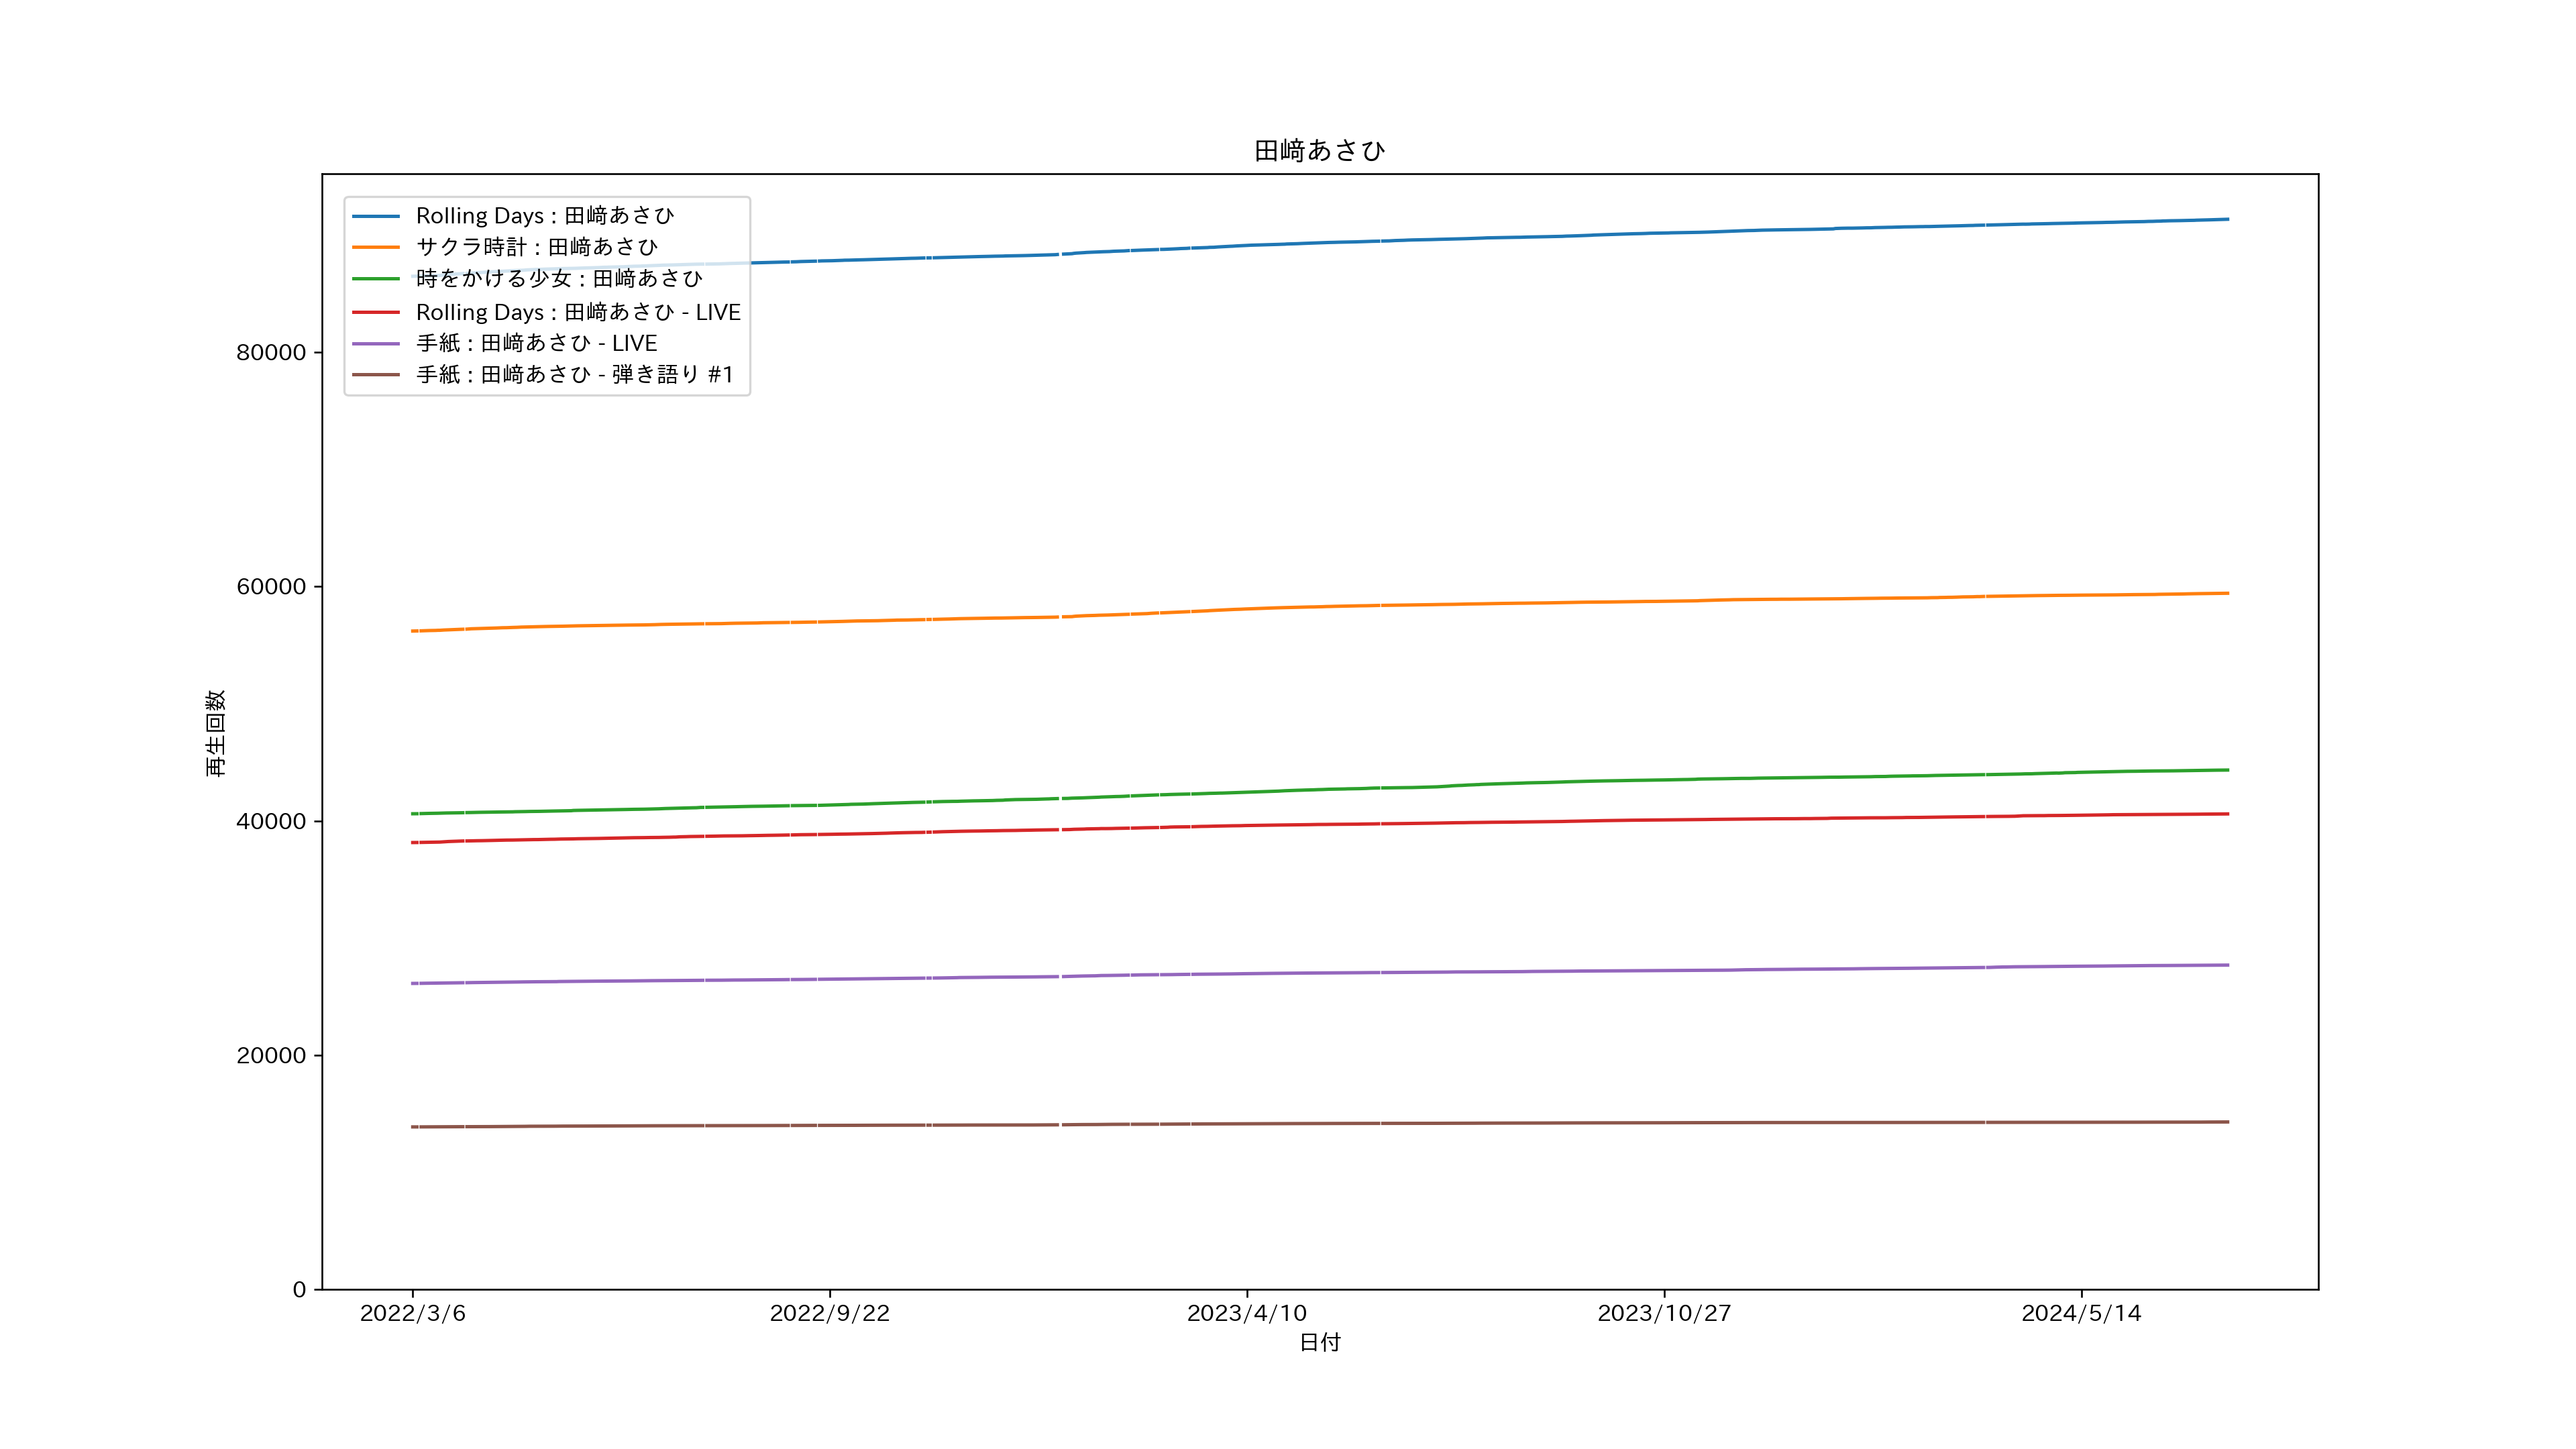 田﨑あさひ
Rolling Days : 田﨑あさひ
サクラ時計 : 田﨑あさひ
時をかける少女 : 田﨑あさひ
Rolling Days : 田﨑あさひ - LIVE
手紙 : 田﨑あさひ - LIVE
手紙 : 田﨑あさひ - 弾き語り #1
再生回数
80000
60000
40000
20000
0
2022/3/6
2022/9/22
2023/4/10
2023/10/27
2024/5/14
日付